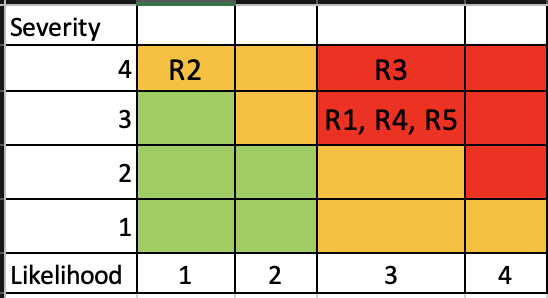 Severity
4 R2 R3
3 R1, R4, R5
2
1
Likelihood 1 2 3 4